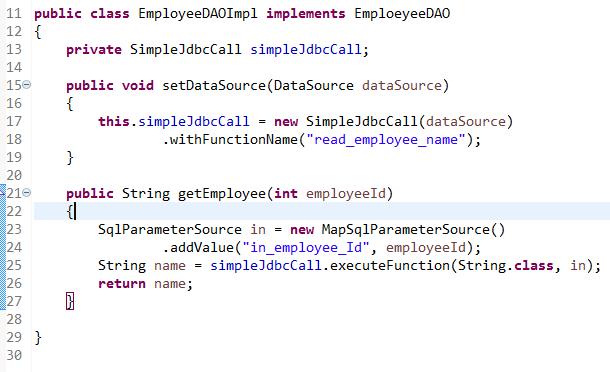 11 public class EmployeeDAOImpl implements EmploeyeeDAO
12 {
13     private SimpleJdbcCall simpleJdbcCall;
14
15     public void setDataSource(DataSource dataSource)
16     {
17         this.simpleJdbcCall = new SimpleJdbcCall(dataSource)
18                 .withFunctionName("read_employee_name");
19     }
20
21     public String getEmployee(int employeeId)
22     {
23         SqlParameterSource in = new MapSqlParameterSource()
24                 .addValue("in_employee_Id", employeeId);
25         String name = simpleJdbcCall.executeFunction(String.class, in);
26         return name;
27     }
28
29 }
30